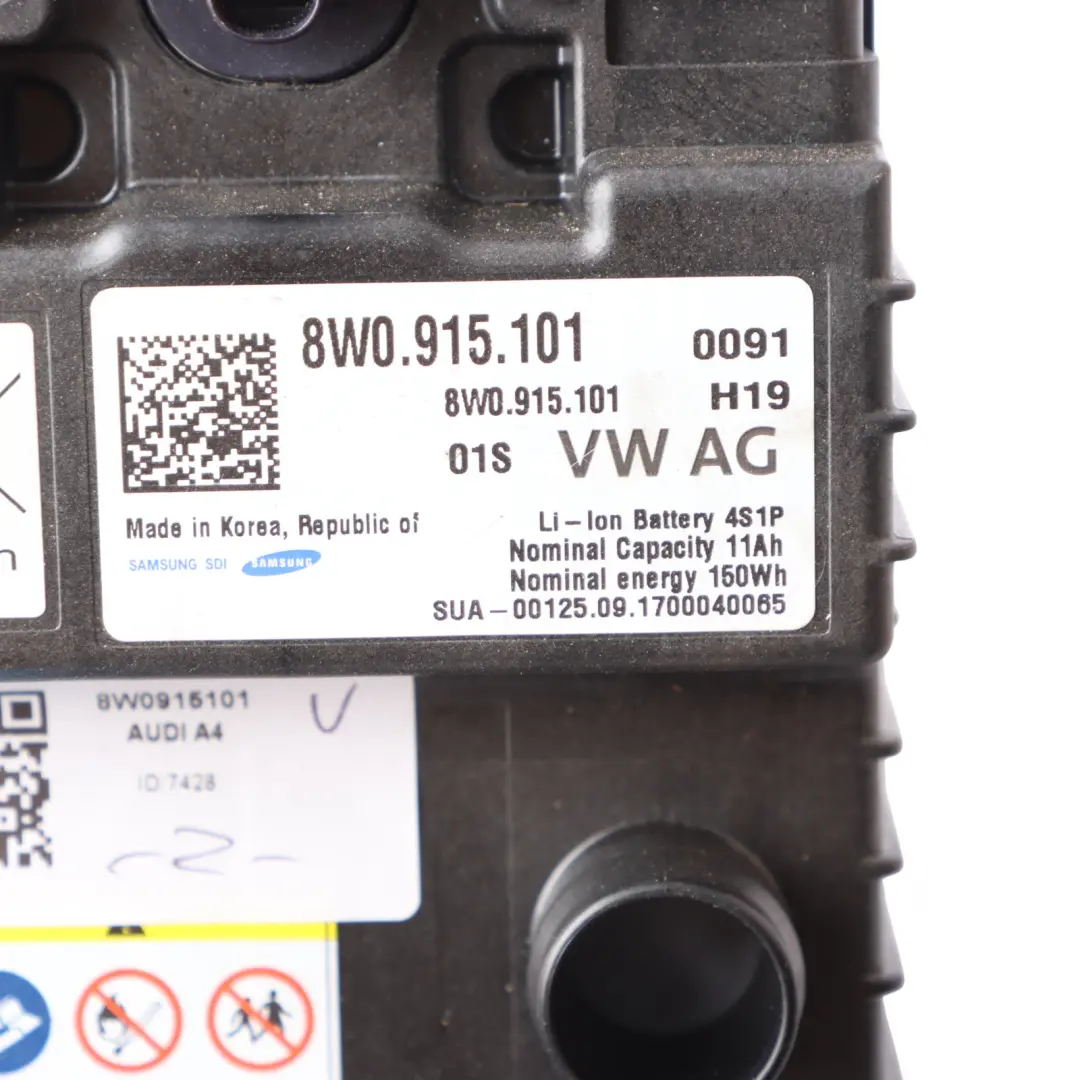 8W0.915.101 0091
8W0.915.101 H19
01S VW AG
Made in Korea, Republic of
SAMSUNG SDI SAMSUNG
Li-Ion Battery 4S1P
Nominal Capacity 11Ah
Nominal energy 150Wh
SUA-00125.09.1700040065
8W0915101
AUDI A4
ID:7428
V
-2-